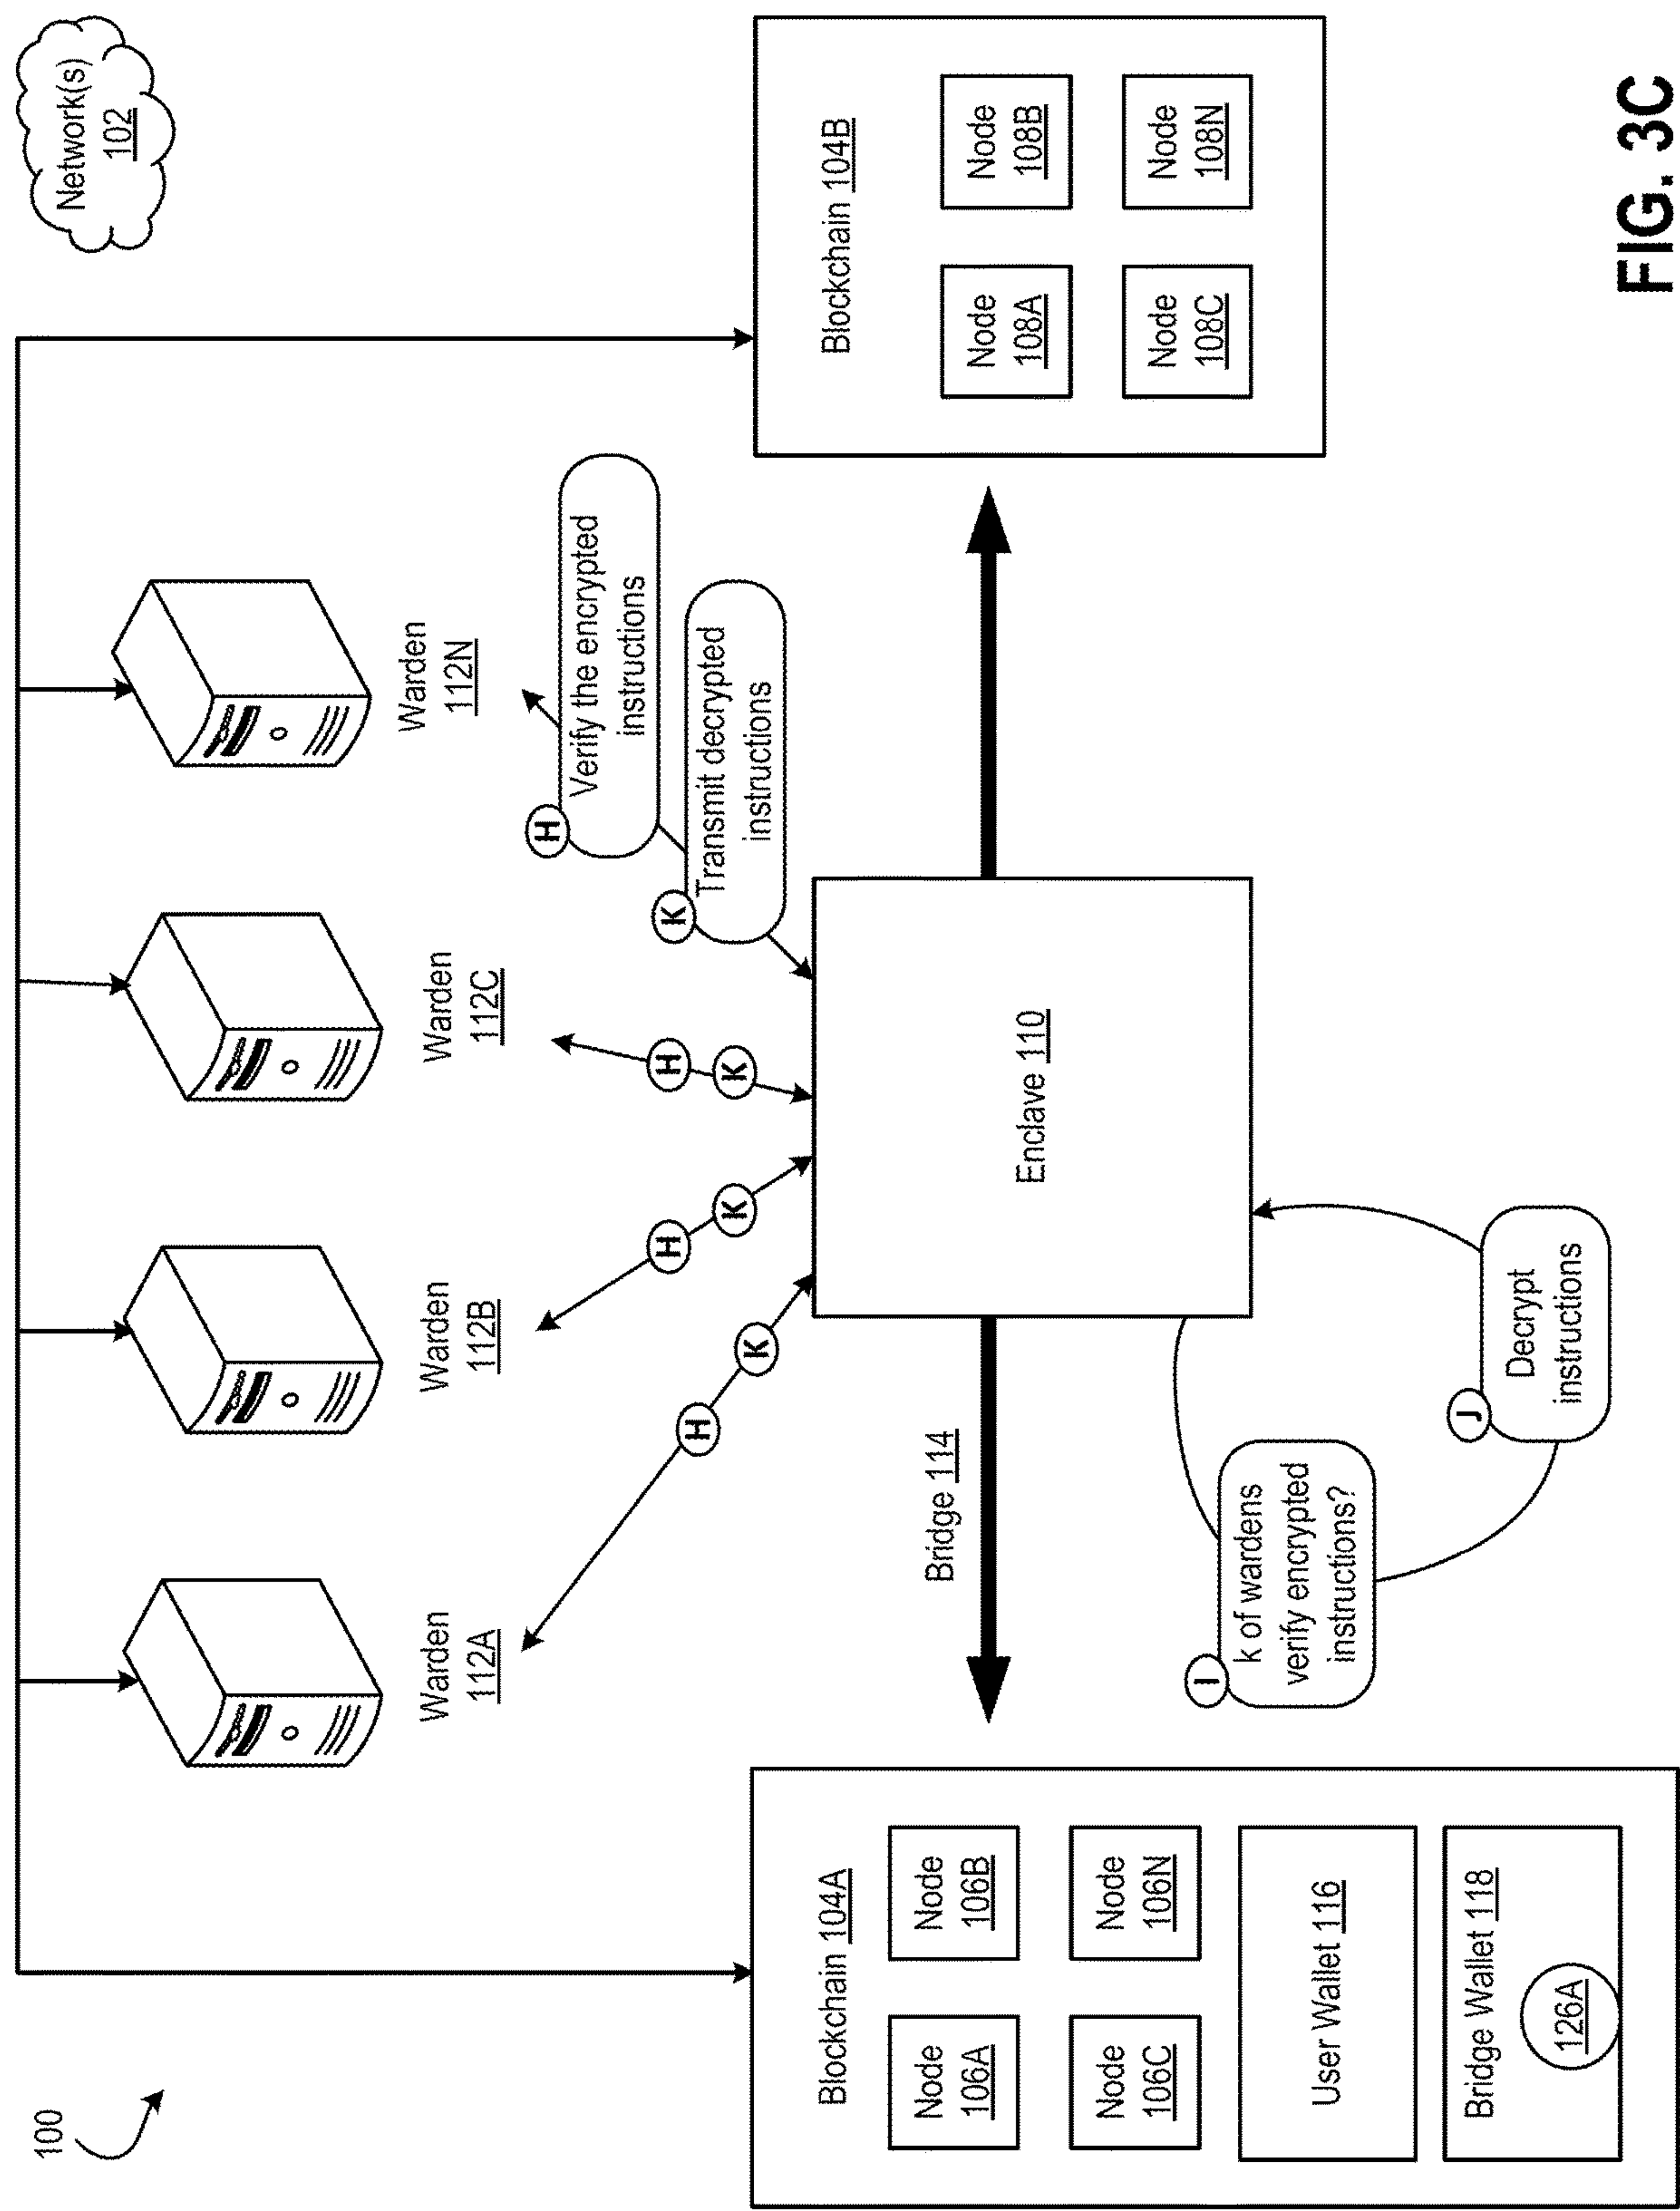 100
Network(s)
102
Warden
112A
Warden
112B
Warden
112C
Warden
112N
H
Verify the encrypted
instructions
K
Transmit decrypted
instructions
H
K
H
K
H
K
Blockchain 104A
Node
106A
Node
106B
Node
106C
Node
106N
User Wallet 116
Bridge Wallet 118
126A
Bridge 114
Enclave 110
Blockchain 104B
Node
108A
Node
108B
Node
108C
Node
108N
I
k of wardens
verify encrypted
instructions?
J
Decrypt
instructions
FIG. 3C